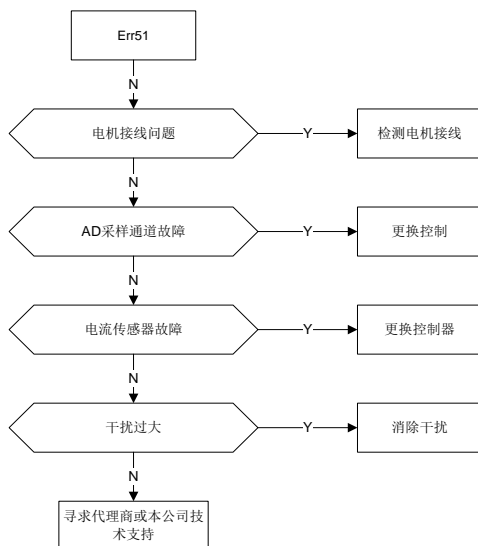 Err51
N
电机接线问题
Y
检测电机接线
N
AD采样通道故障
Y
更换控制
N
电流传感器故障
Y
更换控制器
N
干扰过大
Y
消除干扰
N
寻求代理商或本公司技
术支持